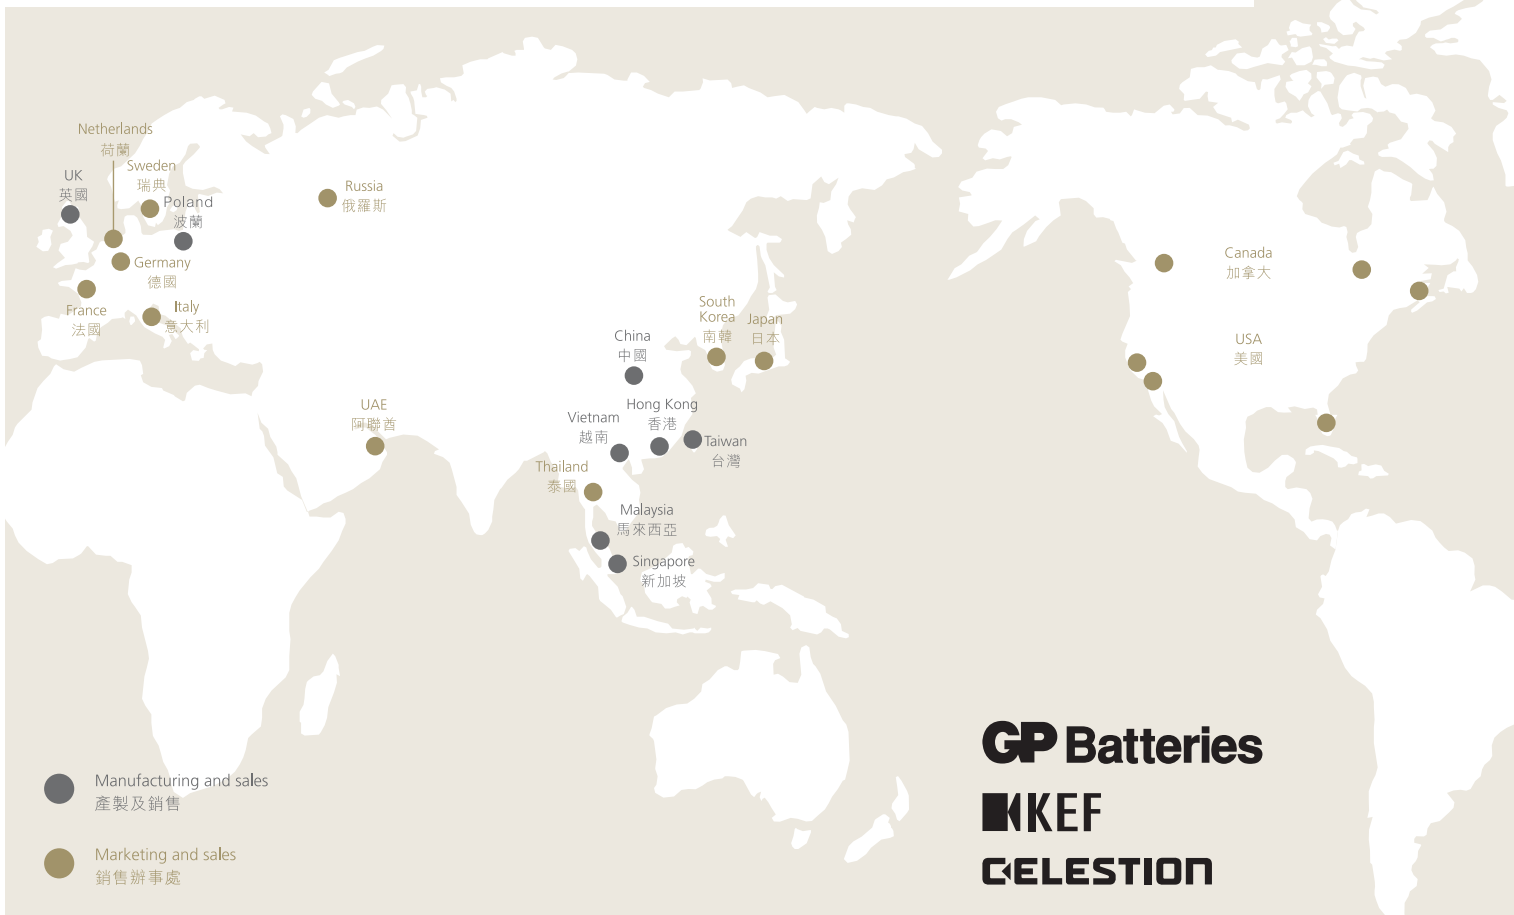 Netherlands
荷蘭
Sweden
瑞典
UK
英國
Poland
波蘭
Russia
俄羅斯
Germany
德國
France
法國
Italy
意大利
South
Korea
南韓
Japan
日本
China
中國
UAE
阿聯酋
Hong Kong
香港
Vietnam
越南
Taiwan
台灣
Thailand
泰國
Malaysia
馬來西亞
Singapore
新加坡
Canada
加拿大
USA
美國
Manufacturing and sales
產製及銷售
Marketing and sales
銷售辦事處
GP Batteries
KEF
CELESTION